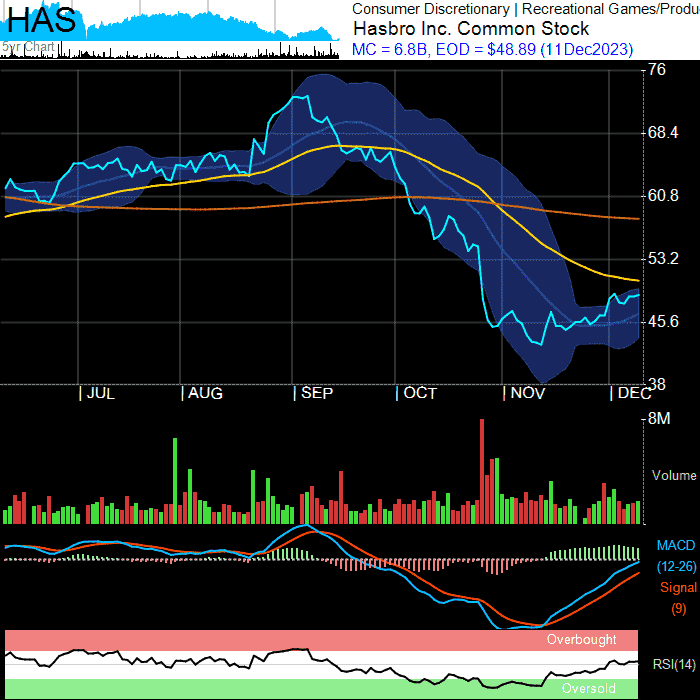 HAS
5yr Chart
Consumer Discretionary | Recreational Games/Produ
Hasbro Inc. Common Stock
MC = 6.8B, EOD = $48.89 (11Dec2023)
76
68.4
60.8
53.2
45.6
38
| JUL | AUG | SEP | OCT | NOV | DEC
8M
Volume
MACD
(12-26)
Signal
(9)
Overbought
RSI(14)
Oversold